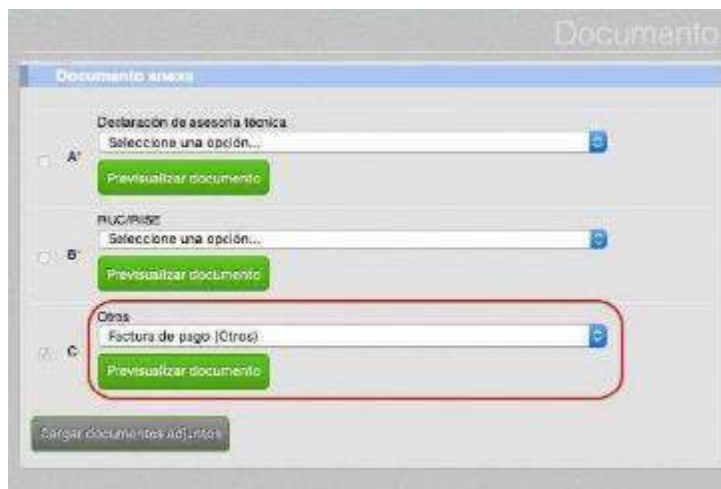 Documento
Documento anexo
Declaración de asesoría técnica
Seleccione una opción...
A*
Previsualizar documento
RUC/RISE
Seleccione una opción...
B*
Previsualizar documento
Otros
Factura de pago (Otros)
C
Previsualizar documento
Cargar documentos adjuntos